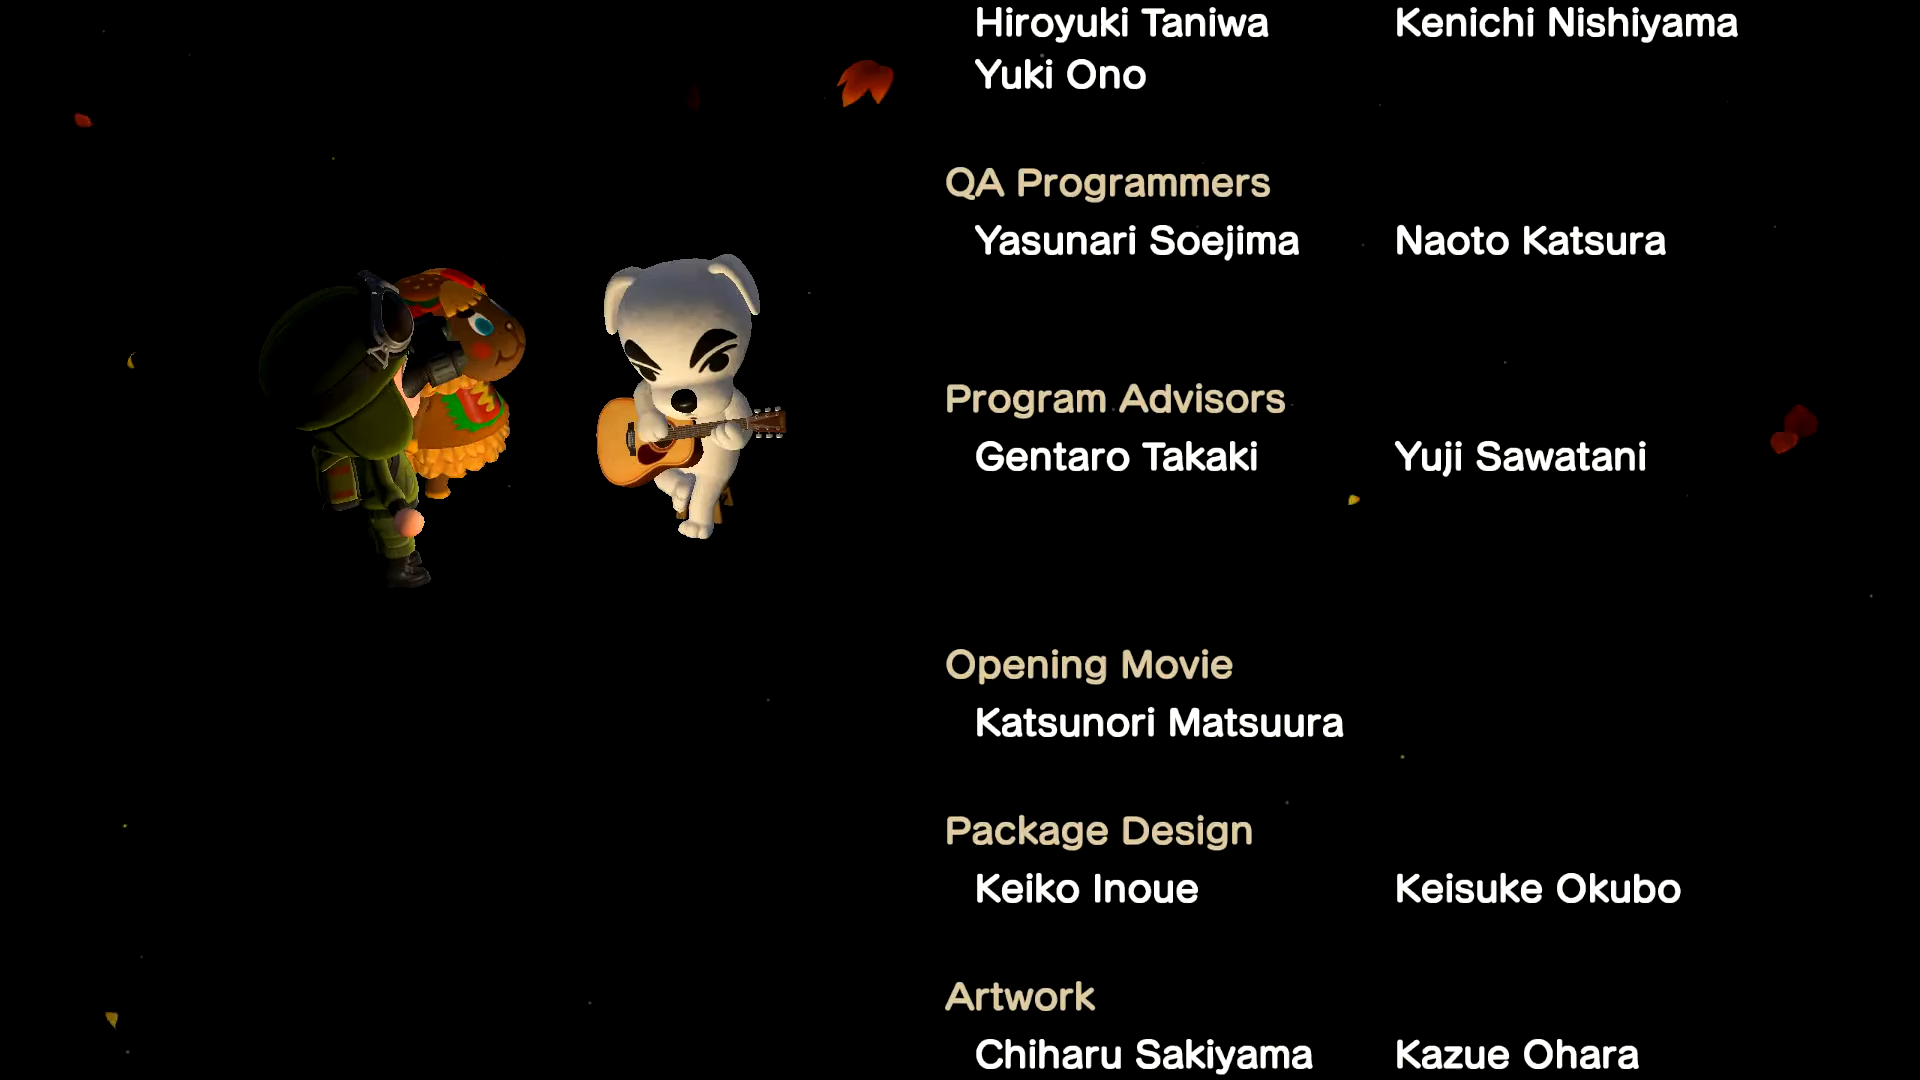 Hiroyuki Taniwa Kenichi Nishiyama
Yuki Ono
QA Programmers
Yasunari Soejima Naoto Katsura
Program Advisors
Gentaro Takaki Yuji Sawatani
Opening Movie
Katsunori Matsuura
Package Design
Keiko Inoue Keisuke Okubo
Artwork
Chiharu Sakiyama Kazue Ohara